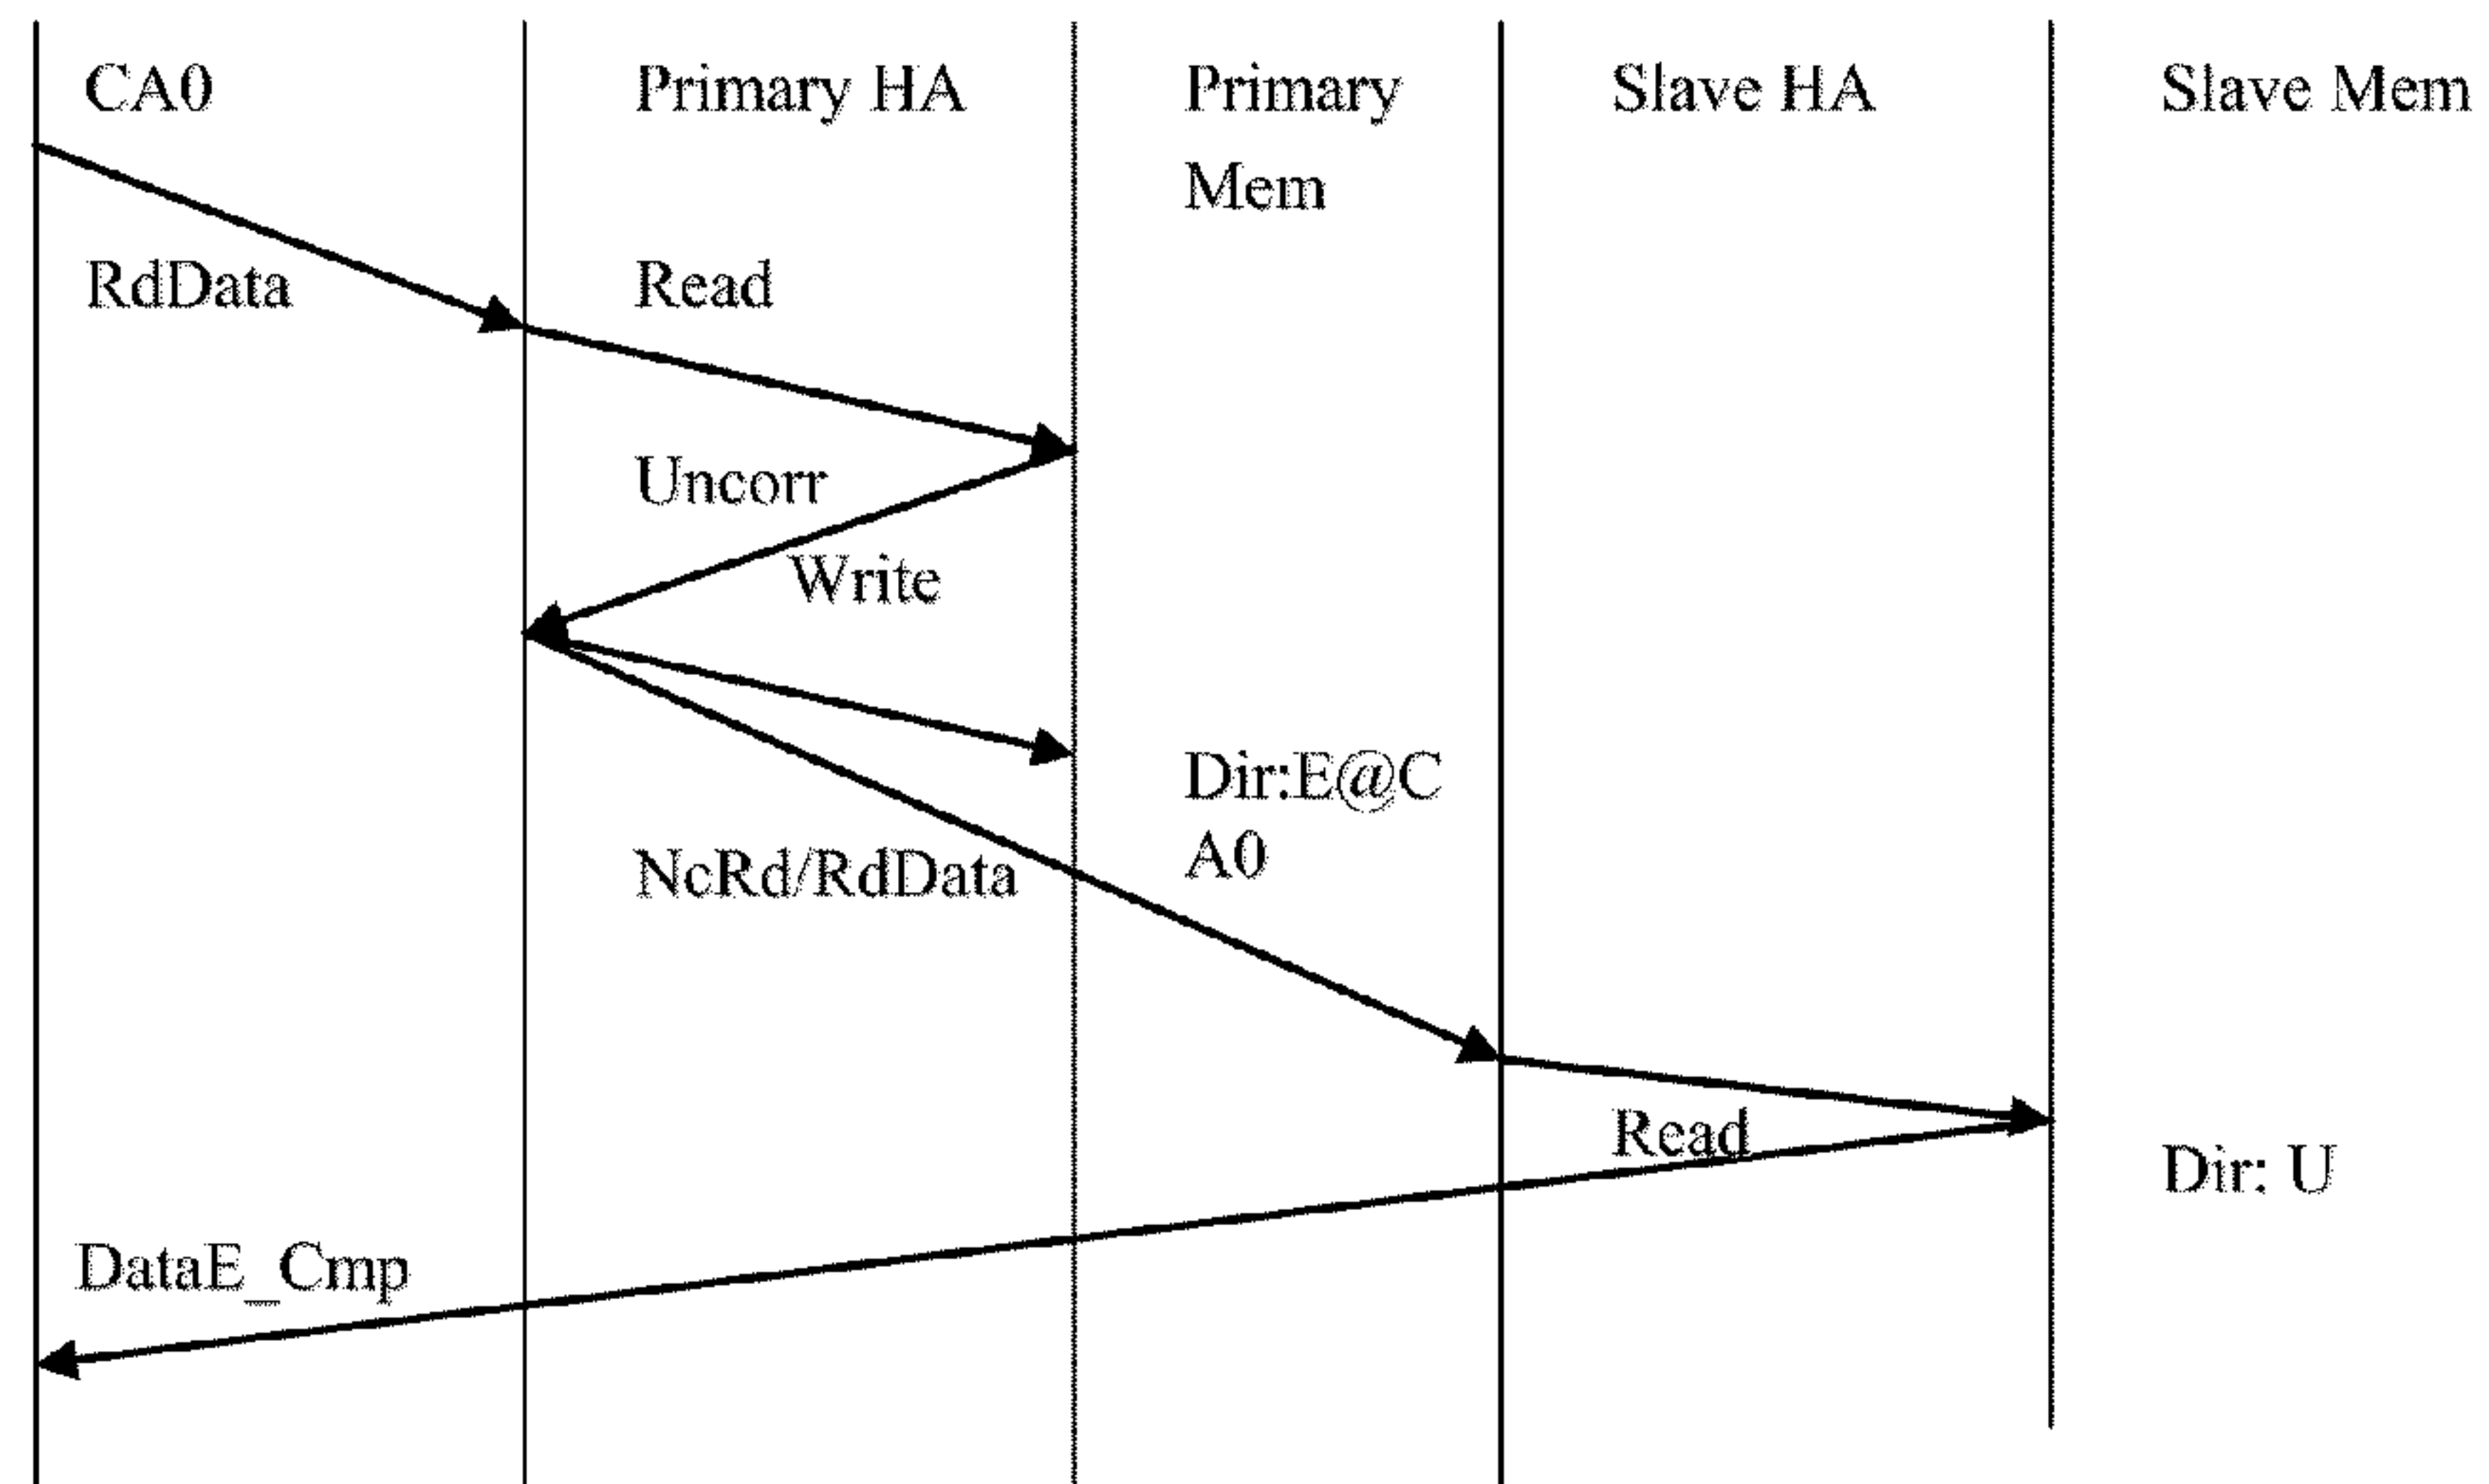 CA0
Primary HA
Primary
Mem
Slave HA
Slave Mem
RdData
Read
Uncorr
Write
Dir:E@C
A0
NcRd/RdData
Read
Dir: U
DataE_Cmp